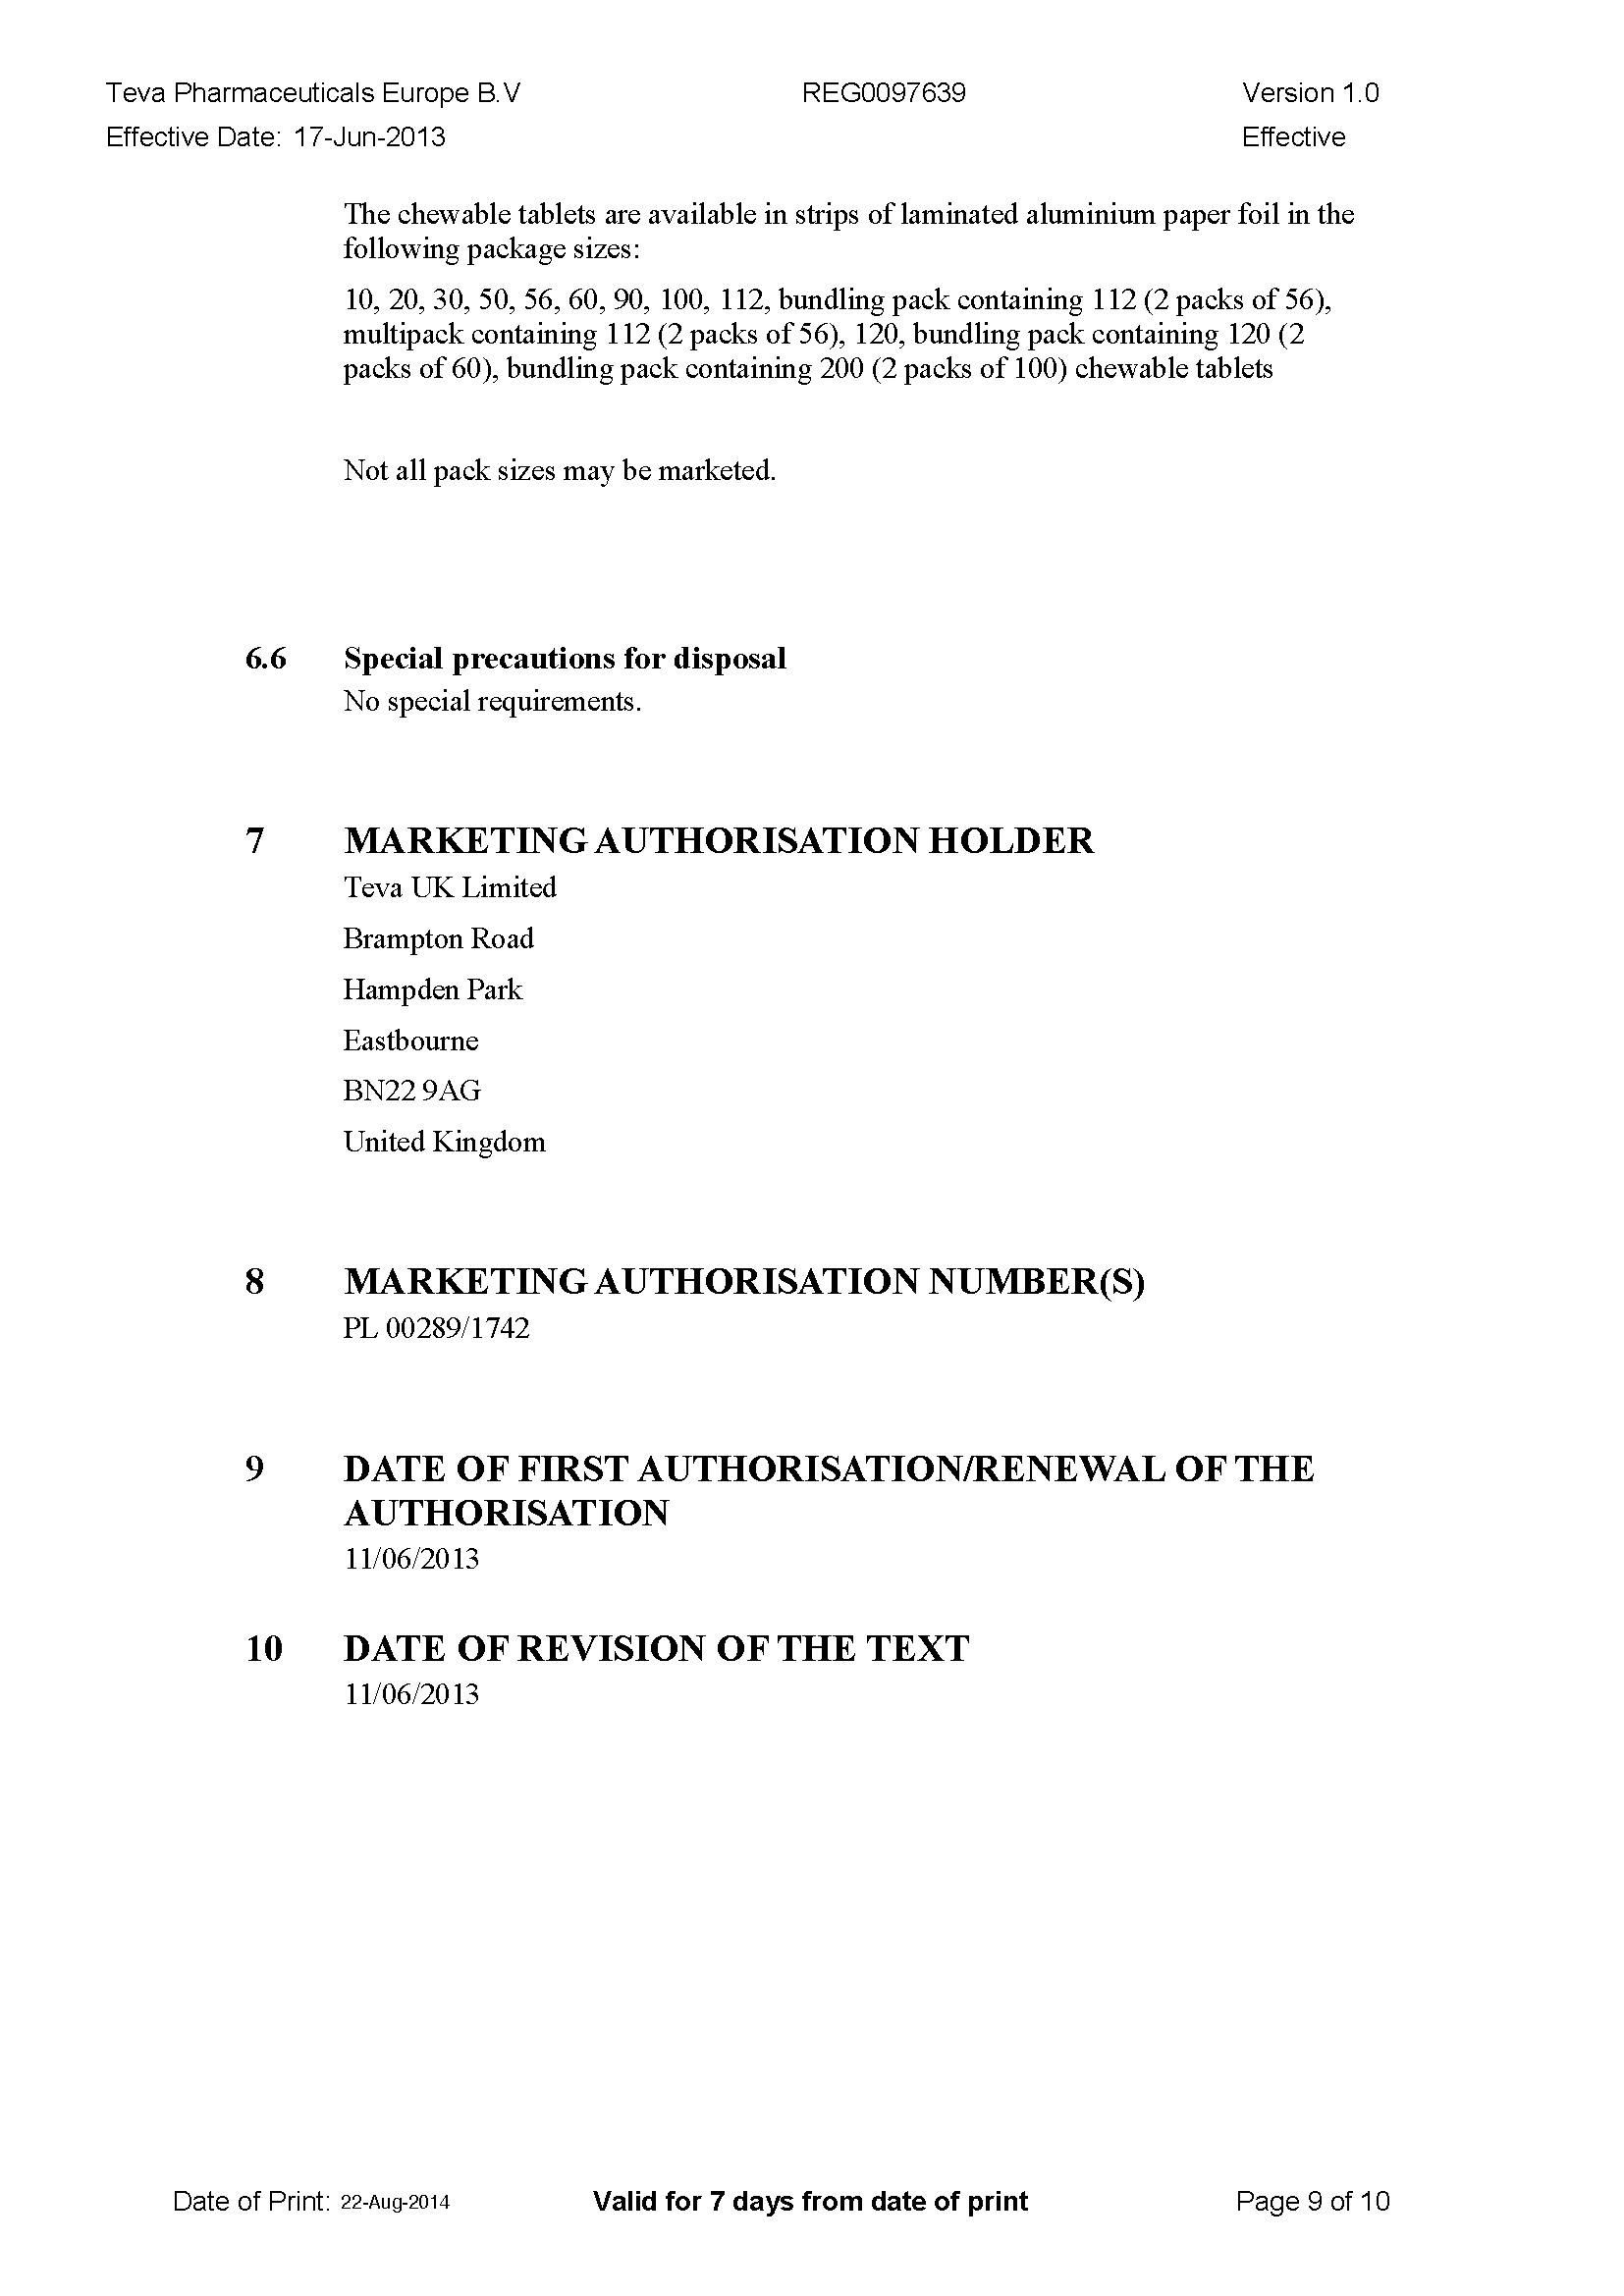 Teva Pharmaceuticals Europe B.V REG0097639 Version 1.0
Effective Date: 17-Jun-2013 Effective
The chewable tablets are available in strips of laminated aluminium paper foil in the
following package sizes:
10, 20, 30, 50, 56, 60, 90, 100, 112, bundling pack containing 112 (2 packs of 56),
multipack containing 112 (2 packs of 56), 120, bundling pack containing 120 (2
packs of 60), bundling pack containing 200 (2 packs of 100) chewable tablets
Not all pack sizes may be marketed.
6.6 Special precautions for disposal
No special requirements.
7 MARKETING AUTHORISATION HOLDER
Teva UK Limited
Brampton Road
Hampden Park
Eastbourne
BN22 9AG
United Kingdom
8 MARKETING AUTHORISATION NUMBER(S)
PL 00289/1742
9 DATE OF FIRST AUTHORISATION/RENEWAL OF THE
AUTHORISATION
11/06/2013
10 DATE OF REVISION OF THE TEXT
11/06/2013
Date of Print: 22-Aug-2014 Valid for 7 days from date of print Page 9 of 10